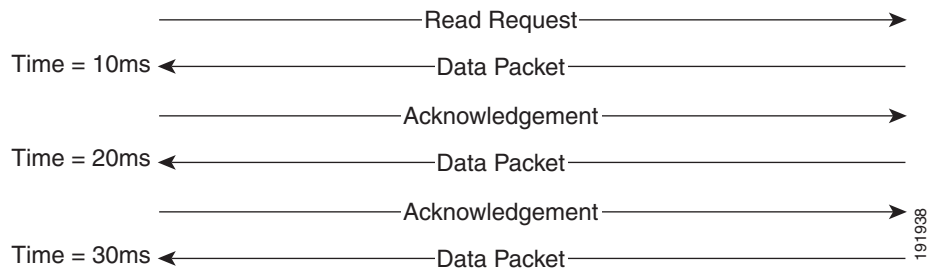 Read Request
Time = 10ms Data Packet
Acknowledgement
Time = 20ms Data Packet
Acknowledgement
Time = 30ms Data Packet
191938